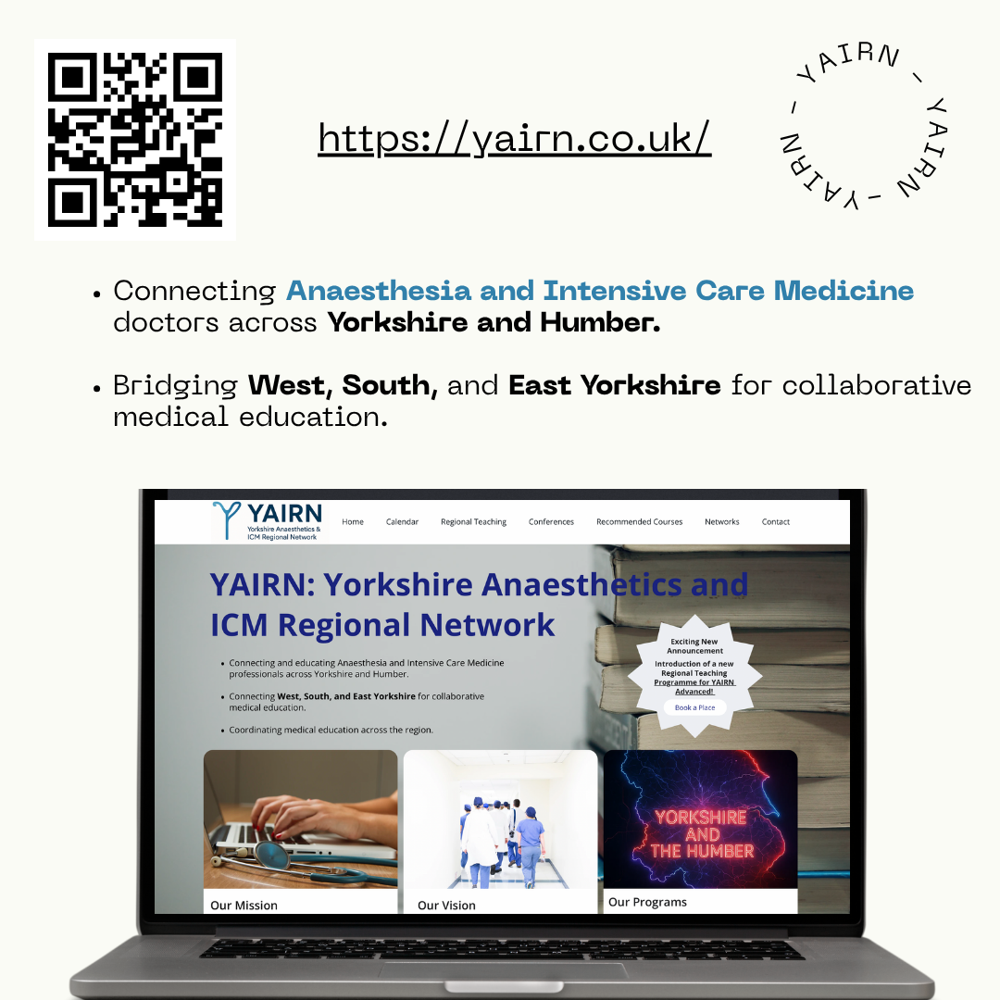 https://yairn.co.uk/
YAIRN - YAIRN - YAIRN - YAIRN -
Connecting Anaesthesia and Intensive Care Medicine
doctors across Yorkshire and Humber.
Bridging West, South, and East Yorkshire for collaborative
medical education.
YAIRN
Yorkshire Anaesthetics &
ICM Regional Network
Home Calendar Regional Teaching Conferences Recommended Courses Networks Contact
YAIRN: Yorkshire Anaesthetics and
ICM Regional Network
Connecting and educating Anaesthesia and Intensive Care Medicine
professionals across Yorkshire and Humber.
Connecting West, South, and East Yorkshire for collaborative
medical education.
Coordinating medical education across the region.
Exciting New
Announcement
Introduction of a new
Regional Teaching
Programme for YAIRN
Advanced!
Book a Place
YORKSHIRE
AND
THE HUMBER
Our Mission
Our Vision
Our Programs